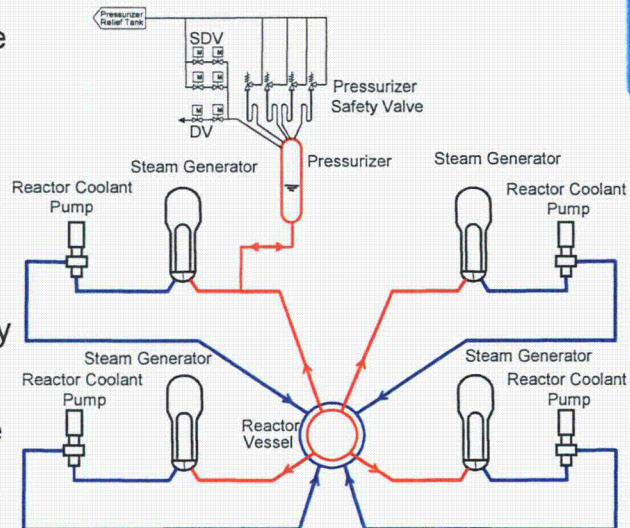 Pressurizer
Relief Tank
SDV
DV
Pressurizer
Safety Valve
Pressurizer
Steam Generator
Reactor Coolant
Pump
Steam Generator
Reactor Coolant
Pump
Steam Generator
Reactor Coolant
Pump
Reactor
Vessel
Steam Generator
Reactor Coolant
Pump